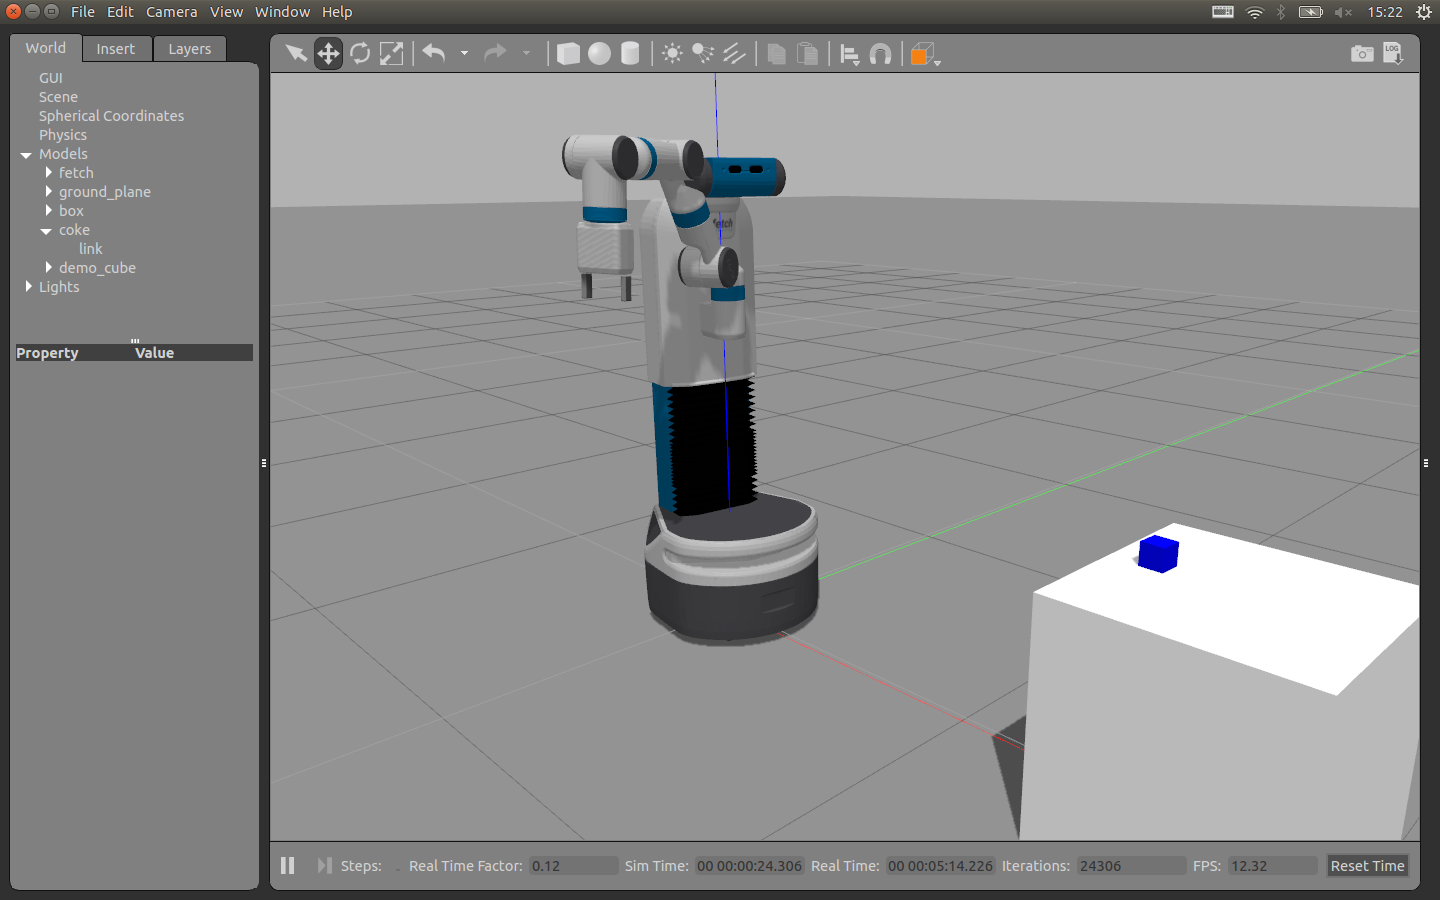 File Edit Camera View Window Help 15:22
World Insert Layers
GUI
Scene
Spherical Coordinates
Physics
Models
fetch
ground_plane
box
coke
link
demo_cube
Lights
Property Value
LOG
fetch
Steps: Real Time Factor: 0.12 Sim Time: 00 00:00:24.306 Real Time: 00 00:05:14.226 Iterations: 24306 FPS: 12.32 Reset Time